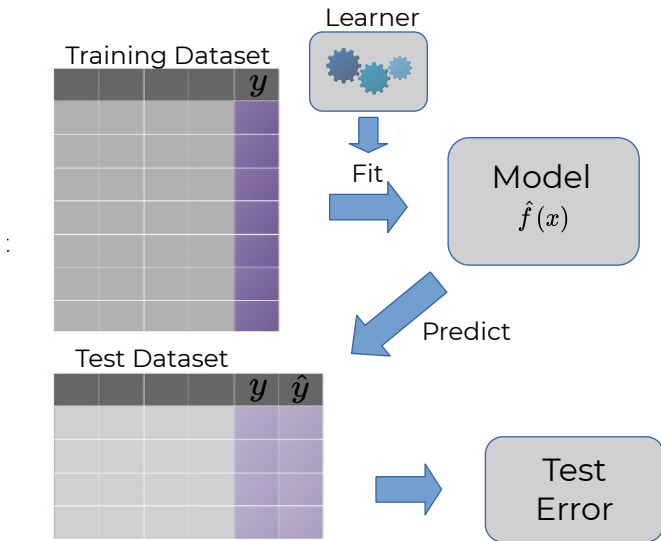 Learner
Training Dataset
y
Fit
Model
f̂(x)
:
Predict
Test Dataset
y ŷ
Test
Error